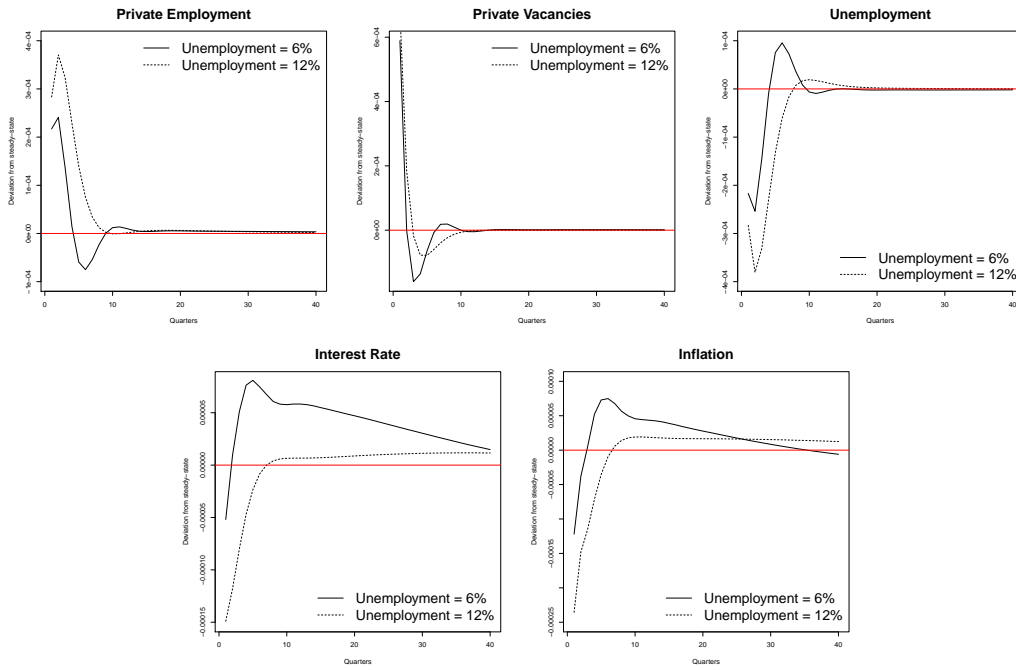 Private Employment
Unemployment = 6%
Unemployment = 12%
Deviation from steady−state
−1e−04
0e+00
1e−04
2e−04
3e−04
4e−04
0
10
20
30
40
Quarters
Private Vacancies
Unemployment = 6%
Unemployment = 12%
Deviation from steady−state
0e+00
2e−04
4e−04
6e−04
0
10
20
30
40
Quarters
Unemployment
Unemployment = 6%
Unemployment = 12%
Deviation from steady−state
−4e−04
−3e−04
−2e−04
−1e−04
0e+00
1e−04
0
10
20
30
40
Quarters
Interest Rate
Unemployment = 6%
Unemployment = 12%
Deviation from steady−state
−0.00015
−0.00010
−0.00005
0.00000
0.00005
0
10
20
30
40
Quarters
Inflation
Unemployment = 6%
Unemployment = 12%
Deviation from steady−state
−0.00025
−0.00015
−0.00005
0.00000
0.00005
0.00010
0
10
20
30
40
Quarters